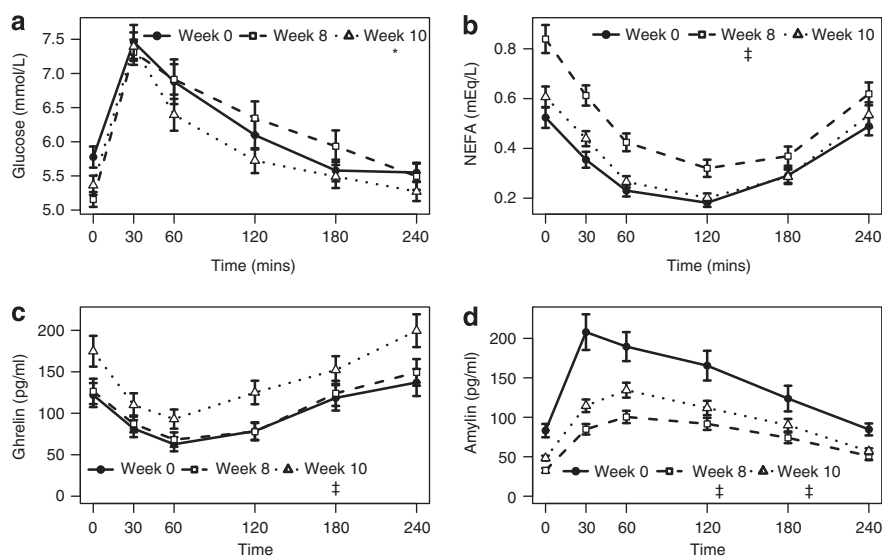 a
Week 0 Week 8 Week 10
*
7.5
7.0
6.5
6.0
5.5
5.0
Glucose (mmol/L)
0 30 60 120 180 240
Time (mins)
b
Week 0 Week 8 Week 10
‡
0.8
0.6
0.4
0.2
NEFA (mEq/L)
0 30 60 120 180 240
Time (mins)
c
200
150
100
50
0
Ghrelin (pg/ml)
Week 0 Week 8 Week 10
‡
0 30 60 120 180 240
Time
d
200
150
100
50
0
Amylin (pg/ml)
Week 0 Week 8 Week 10
‡ ‡
0 30 60 120 180 240
Time